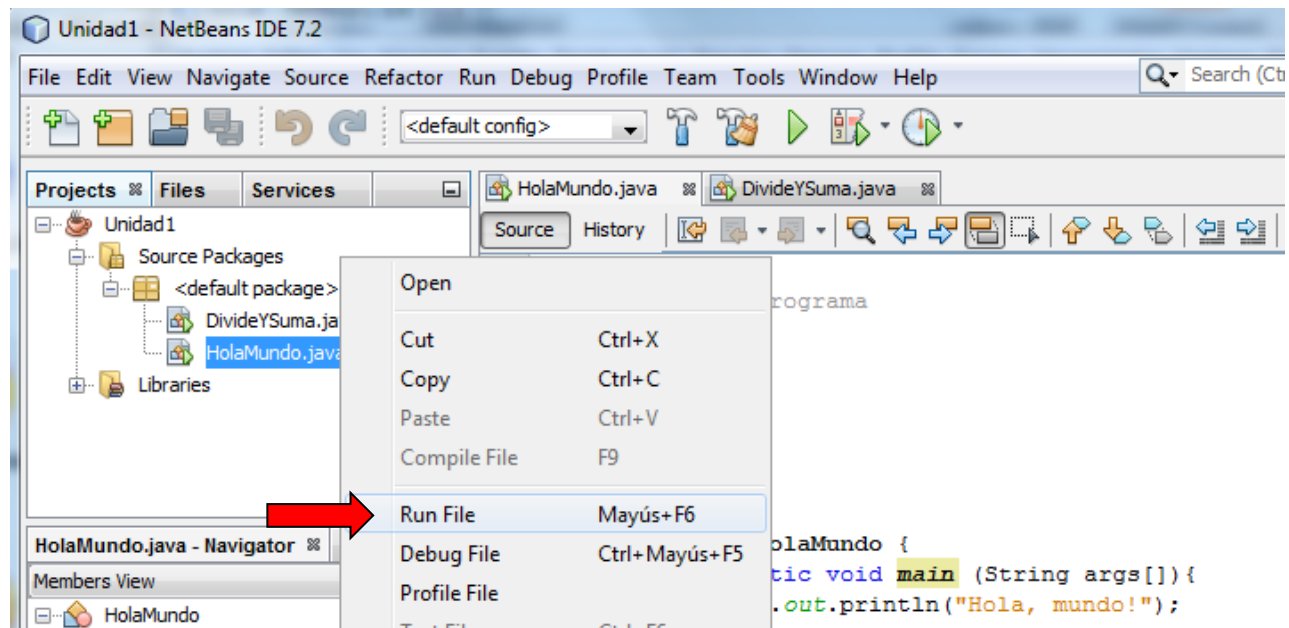 Unidad1 - NetBeans IDE 7.2
File Edit View Navigate Source Refactor Run Debug Profile Team Tools Window Help
Search (Ct
<default config>
Projects Files Services
HolaMundo.java DivideYSuma.java
Source History
Unidad1
Source Packages
<default package>
DivideYSuma.ja
HolaMundo.java
Libraries
Open
Cut Ctrl+X
Copy Ctrl+C
Paste Ctrl+V
Compile File F9
Run File Mayús+F6
Debug File Ctrl+Mayús+F5
Profile File
rograma
olaMundo {
tic void main (String args[]){
.out.println("Hola, mundo!");
HolaMundo.java - Navigator
Members View
HolaMundo